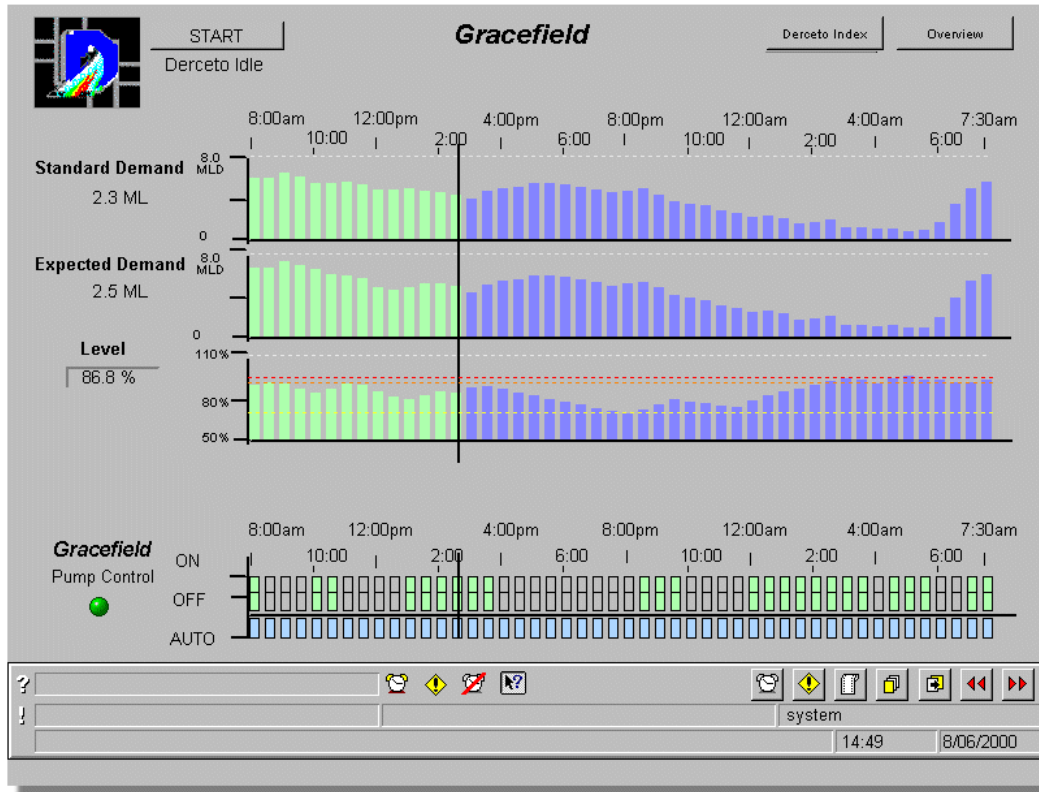 START
Gracefield
Derceto Index
Overview
Derceto Idle
8:00am 12:00pm 4:00pm 8:00pm 12:00am 4:00am 7:30am
10:00 2:00 6:00 10:00 2:00 6:00
Standard Demand
8.0
MLD
2.3 ML
0
Expected Demand
8.0
MLD
2.5 ML
0
Level
110%
86.8 %
80%
50%
8:00am 12:00pm 4:00pm 8:00pm 12:00am 4:00am 7:30am
10:00 2:00 6:00 10:00 2:00 6:00
Gracefield
Pump Control
ON
OFF
AUTO
?
!
system
14:49 8/06/2000